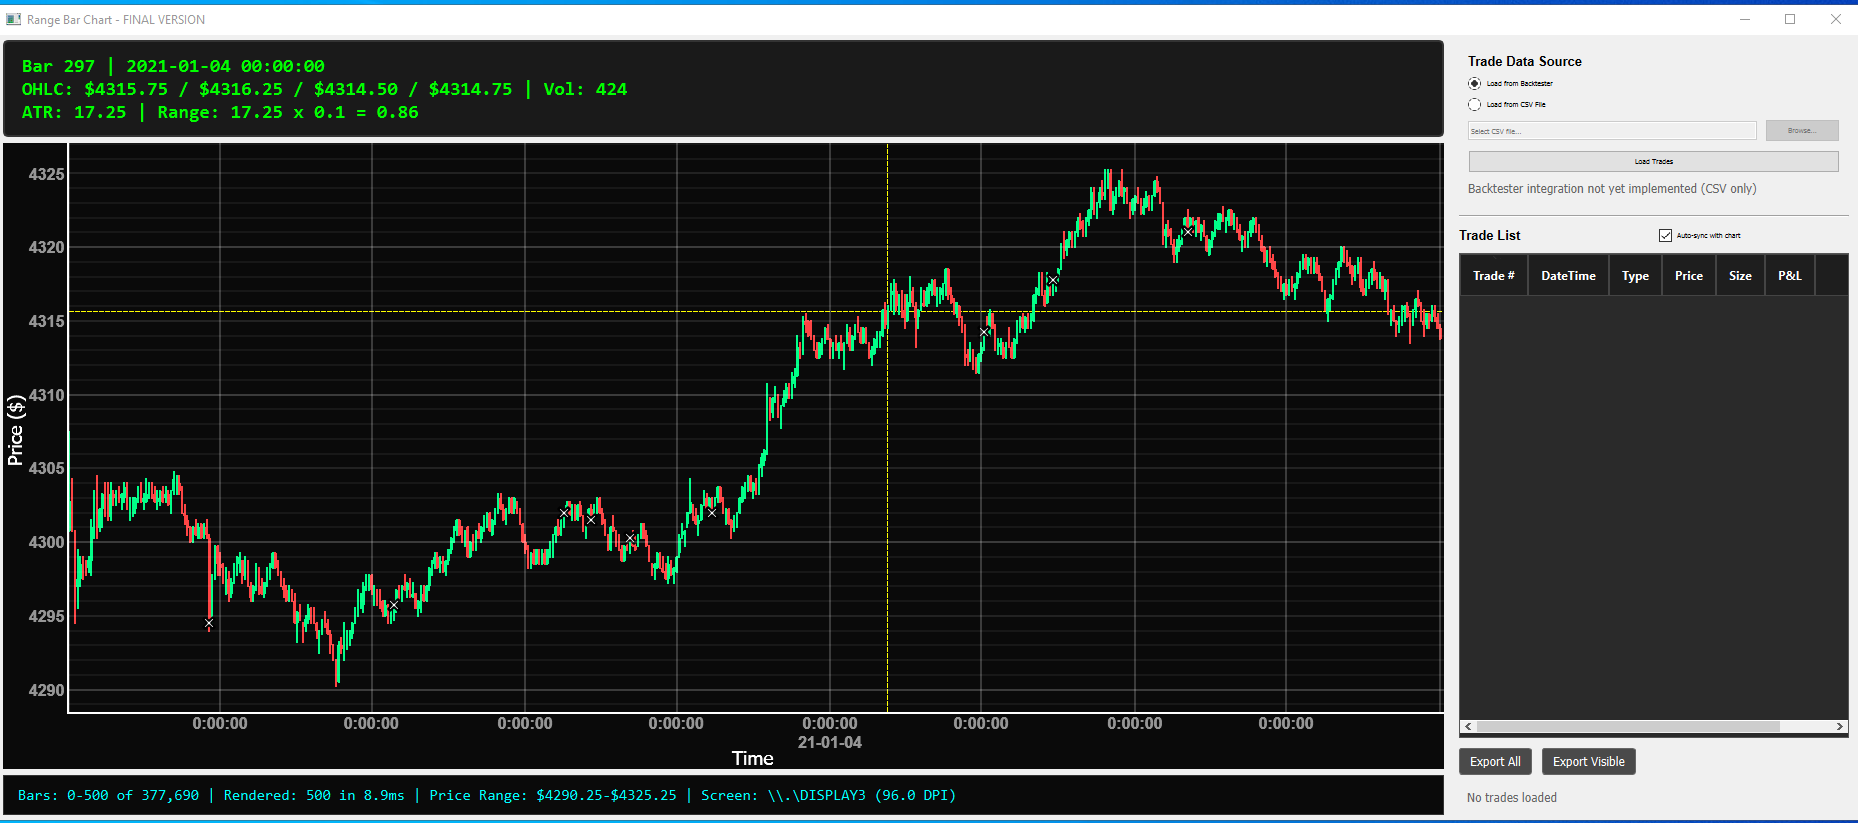 Range Bar Chart - FINAL VERSION
Bar 297 | 2021-01-04 00:00:00
OHLC: $4315.75 / $4316.25 / $4314.50 / $4314.75 | Vol: 424
ATR: 17.25 | Range: 17.25 x 0.1 = 0.86
4325
4320
4315
4310
4305
4300
4295
4290
Price ($)
0:00:00 0:00:00 0:00:00 0:00:00 0:00:00 0:00:00 0:00:00 0:00:00
21-01-04
Time
Bars: 0-500 of 377,690 | Rendered: 500 in 8.9ms | Price Range: $4290.25-$4325.25 | Screen: \\.\DISPLAY3 (96.0 DPI)
Trade Data Source
Load from Backtester
Load from CSV File
Select CSV file...
Browse...
Load Trades
Backtester integration not yet implemented (CSV only)
Trade List
Auto-sync with chart
Trade # DateTime Type Price Size P&L
Export All
Export Visible
No trades loaded